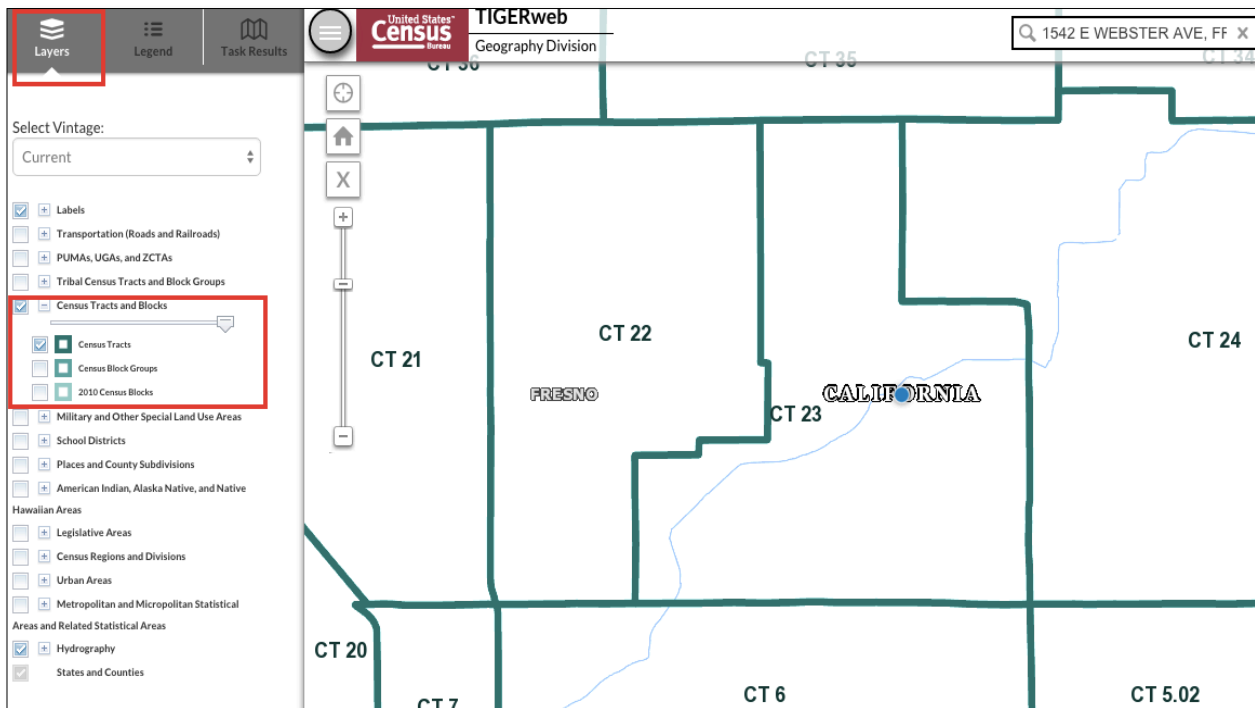 Layers
Legend
Task Results
Select Vintage:
Current
Labels
Transportation (Roads and Railroads)
PUMAs, UGAs, and ZCTAs
Tribal Census Tracts and Block Groups
Census Tracts and Blocks
Census Tracts
Census Block Groups
2010 Census Blocks
Military and Other Special Land Use Areas
School Districts
Places and County Subdivisions
American Indian, Alaska Native, and Native
Hawaiian Areas
Legislative Areas
Census Regions and Divisions
Urban Areas
Metropolitan and Micropolitan Statistical
Areas and Related Statistical Areas
Hydrography
States and Counties
United States™
Census
Bureau
TIGERweb
Geography Division
1542 E WEBSTER AVE, FF
X
CT 36
CT 35
CT 34
CT 21
CT 22
CT 24
FRESNO
CALIFORNIA
CT 23
CT 20
CT 7
CT 6
CT 5.02